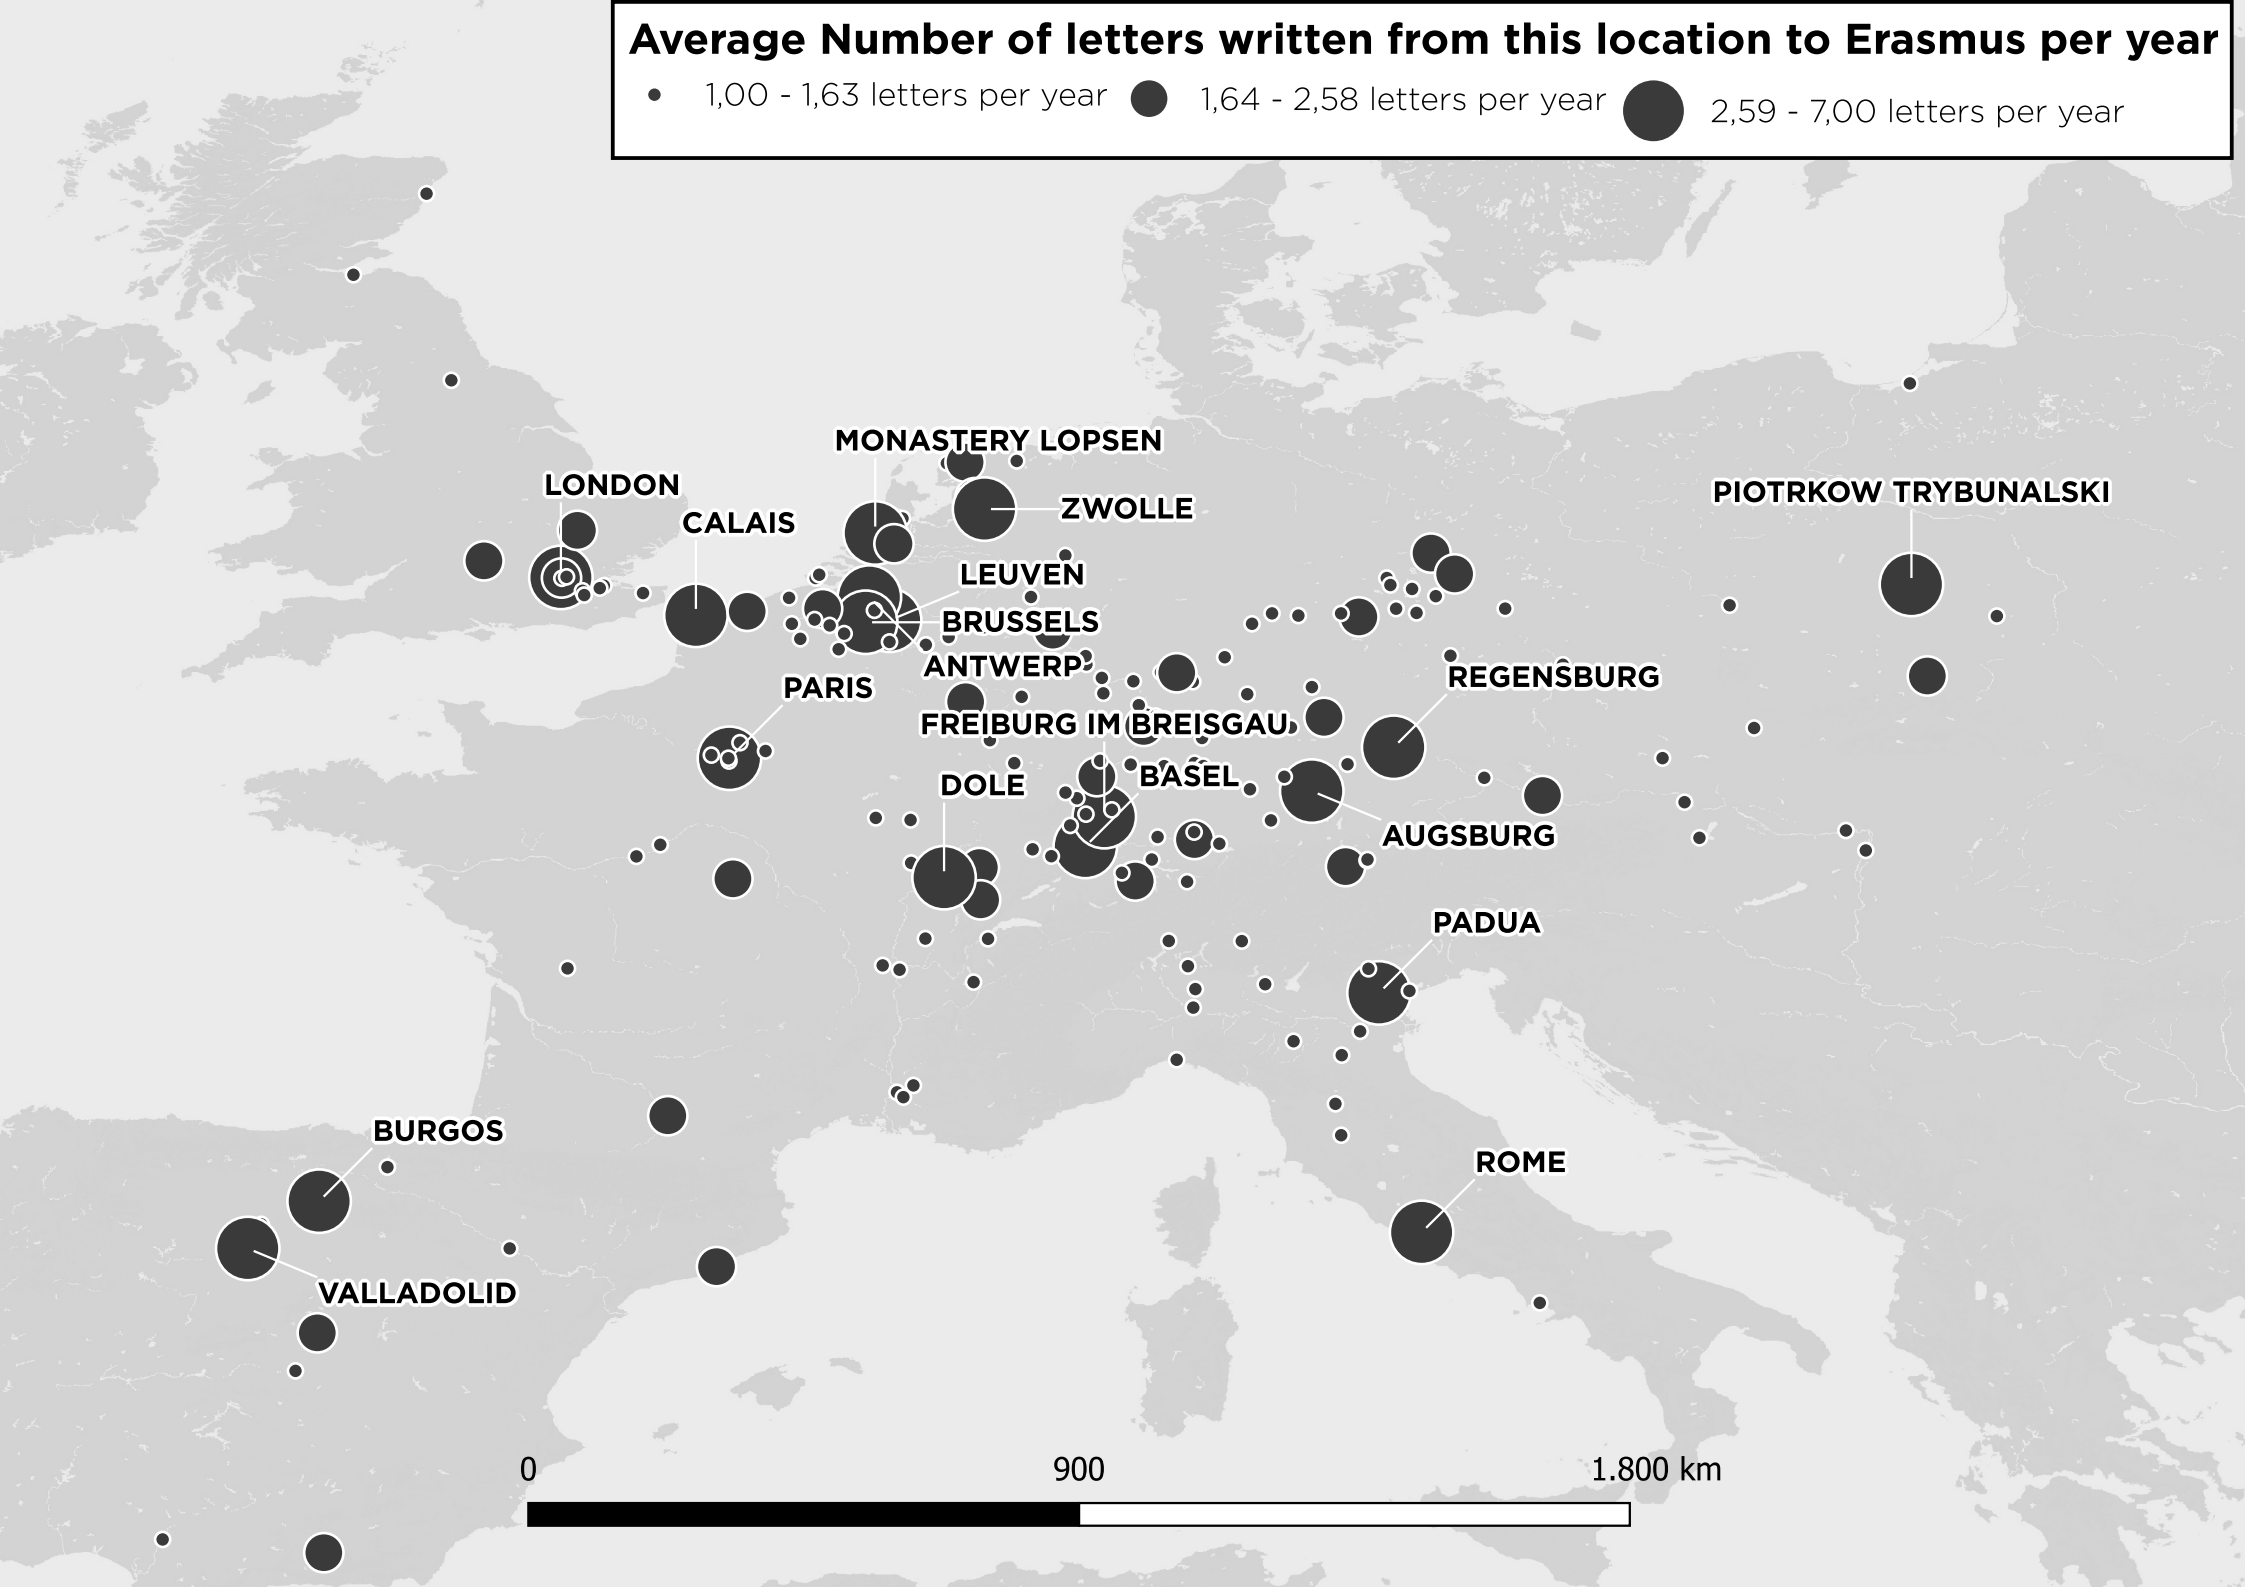 Average Number of letters written from this location to Erasmus per year
1,00 - 1,63 letters per year
1,64 - 2,58 letters per year
2,59 - 7,00 letters per year
MONASTERY LOPSEN
LONDON
PIOTRKOW TRYBUNALSKI
ZWOLLE
CALAIS
LEUVEN
BRUSSELS
ANTWERP
REGENSBURG
PARIS
FREIBURG IM BREISGAU
BASEL
DOLE
AUGSBURG
PADUA
BURGOS
ROME
VALLADOLID
0 900 1.800 km